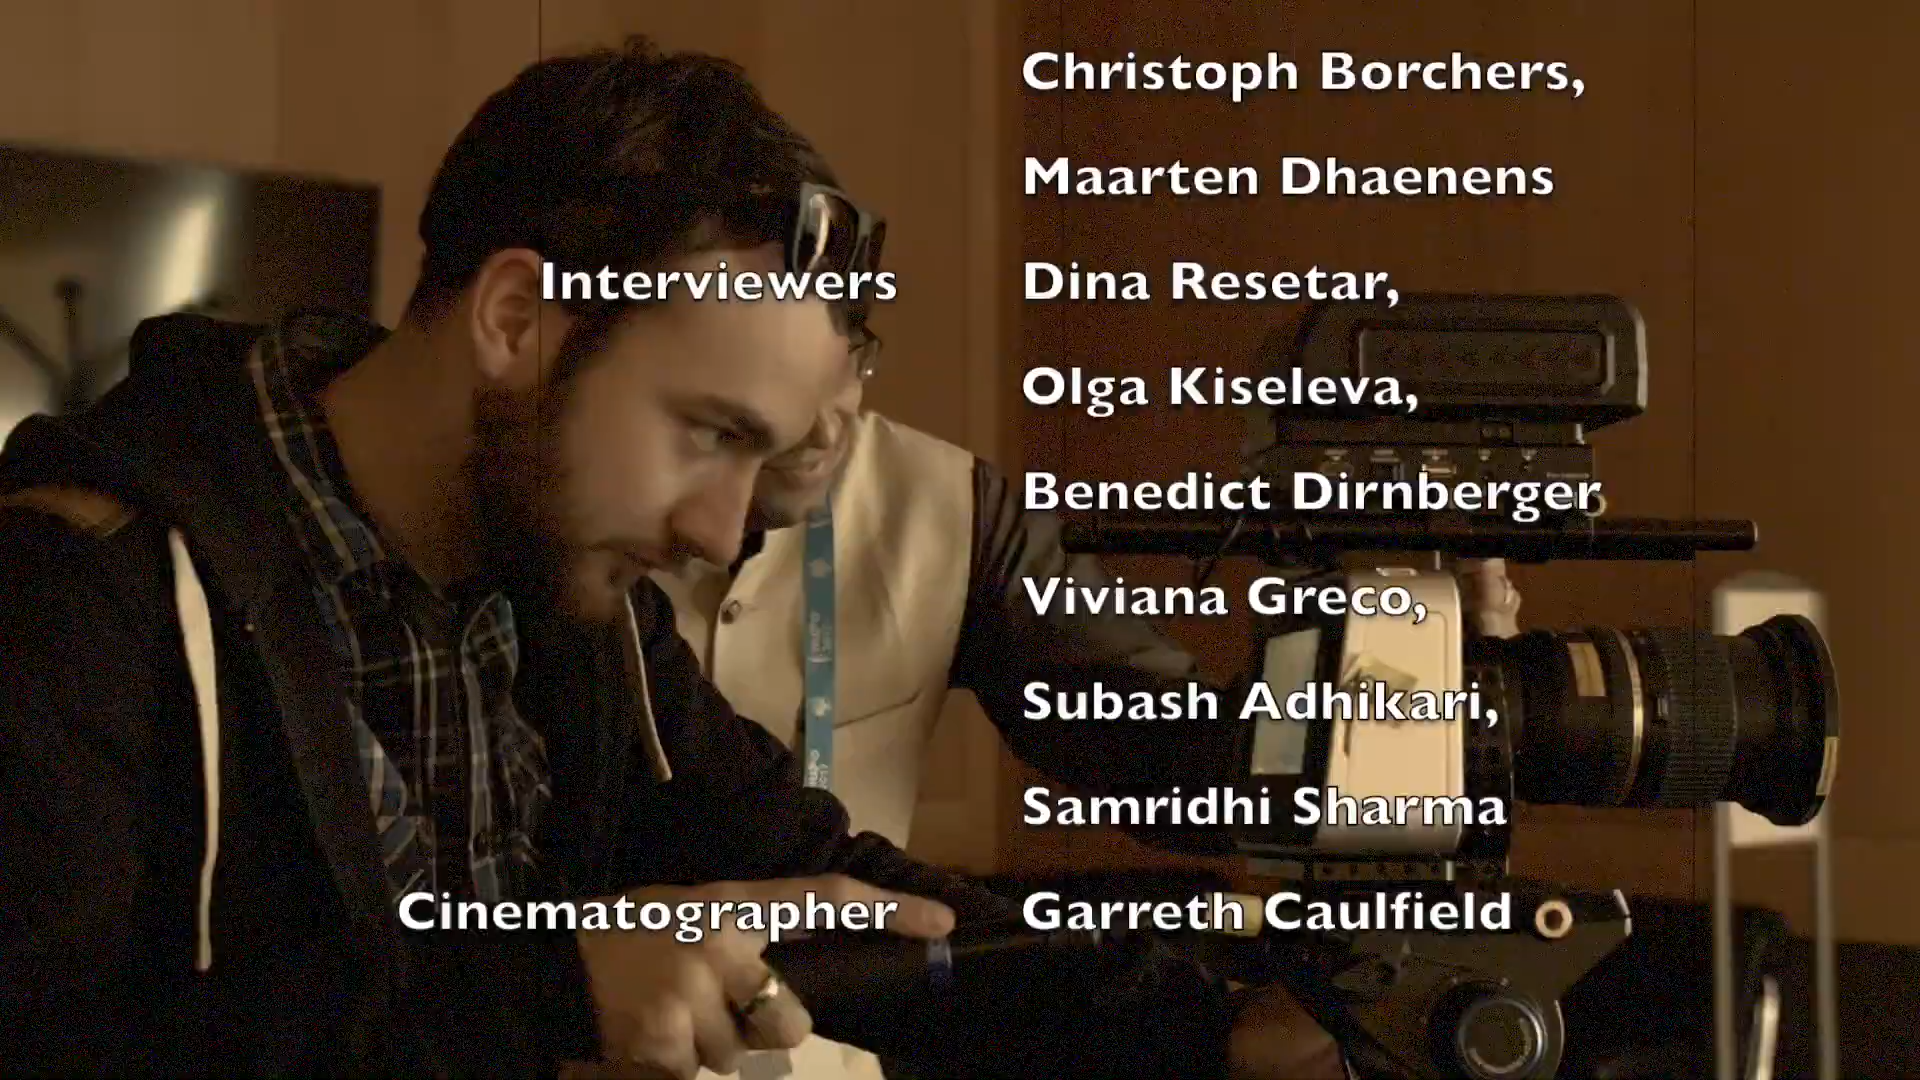 Christoph Borchers,
Maarten Dhaenens
Interviewers Dina Resetar,
Olga Kiseleva,
Benedict Dirnberger
Viviana Greco,
Subash Adhikari,
Samridhi Sharma
Cinematographer Garreth Caulfield